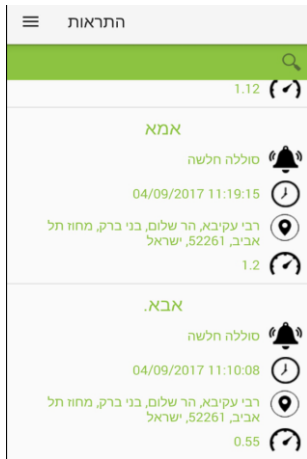 התראות
1.12
אמא
סוללה חלשה
04/09/2017 11:19:15
רבי עקיבא, הר שלום, בני ברק, מחוז תל
אביב, 52261, ישראל
1.2
אבא.
סוללה חלשה
04/09/2017 11:10:08
רבי עקיבא, הר שלום, בני ברק, מחוז תל
אביב, 52261, ישראל
0.55